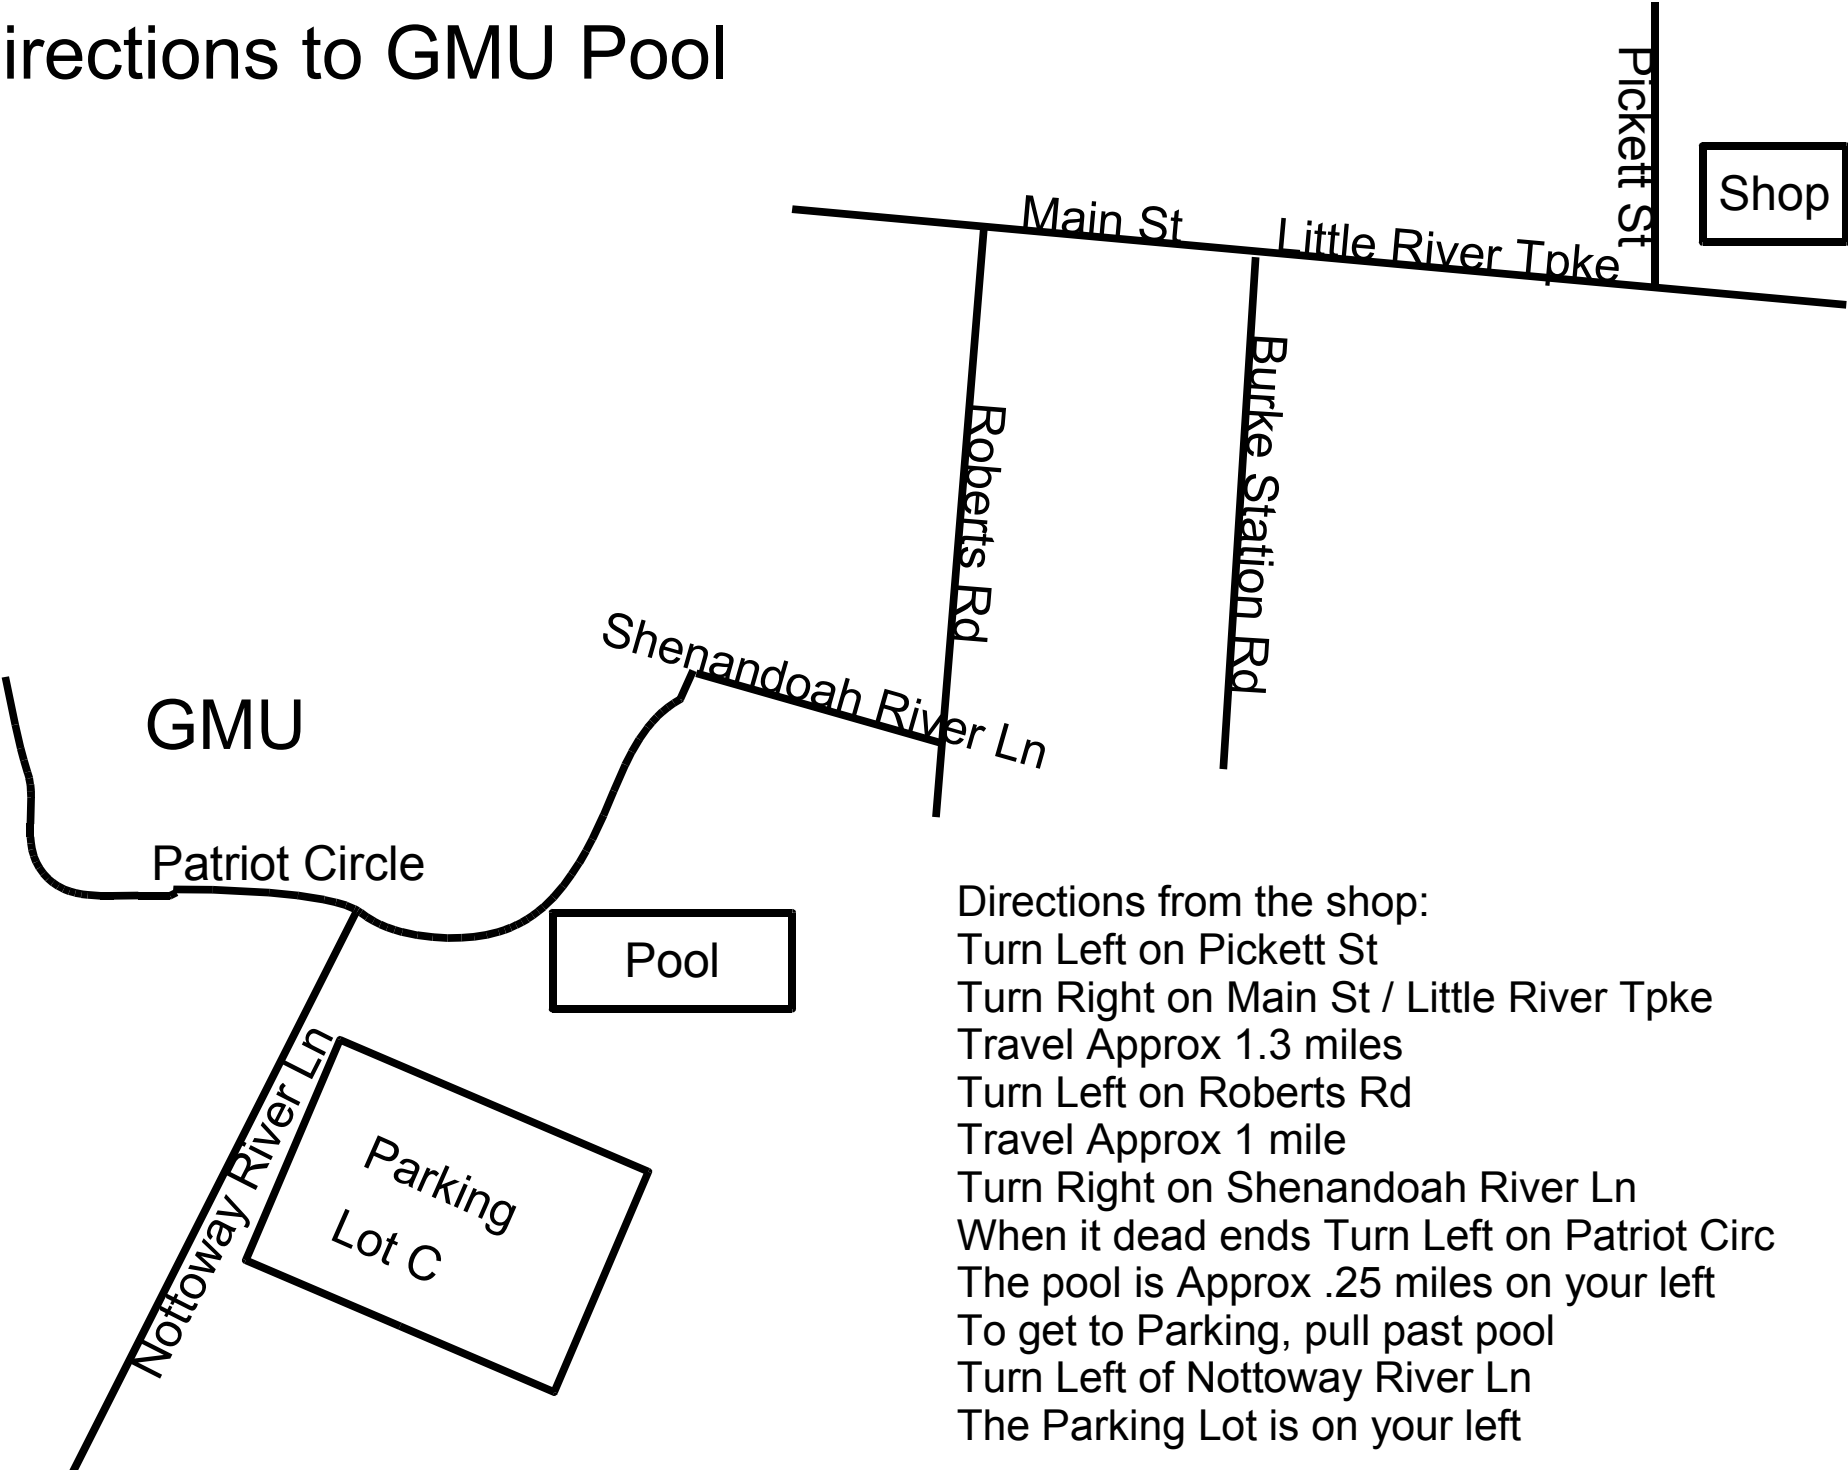 irections to GMU Pool
Pickett St
Shop
Main St
Little River Tpke
Burke Station Rd
Roberts Rd
Shenandoah River Ln
GMU
Patriot Circle
Pool
Nottoway River Ln
Parking
Lot C
Directions from the shop:
Turn Left on Pickett St
Turn Right on Main St / Little River Tpke
Travel Approx 1.3 miles
Turn Left on Roberts Rd
Travel Approx 1 mile
Turn Right on Shenandoah River Ln
When it dead ends Turn Left on Patriot Circ
The pool is Approx .25 miles on your left
To get to Parking, pull past pool
Turn Left of Nottoway River Ln
The Parking Lot is on your left